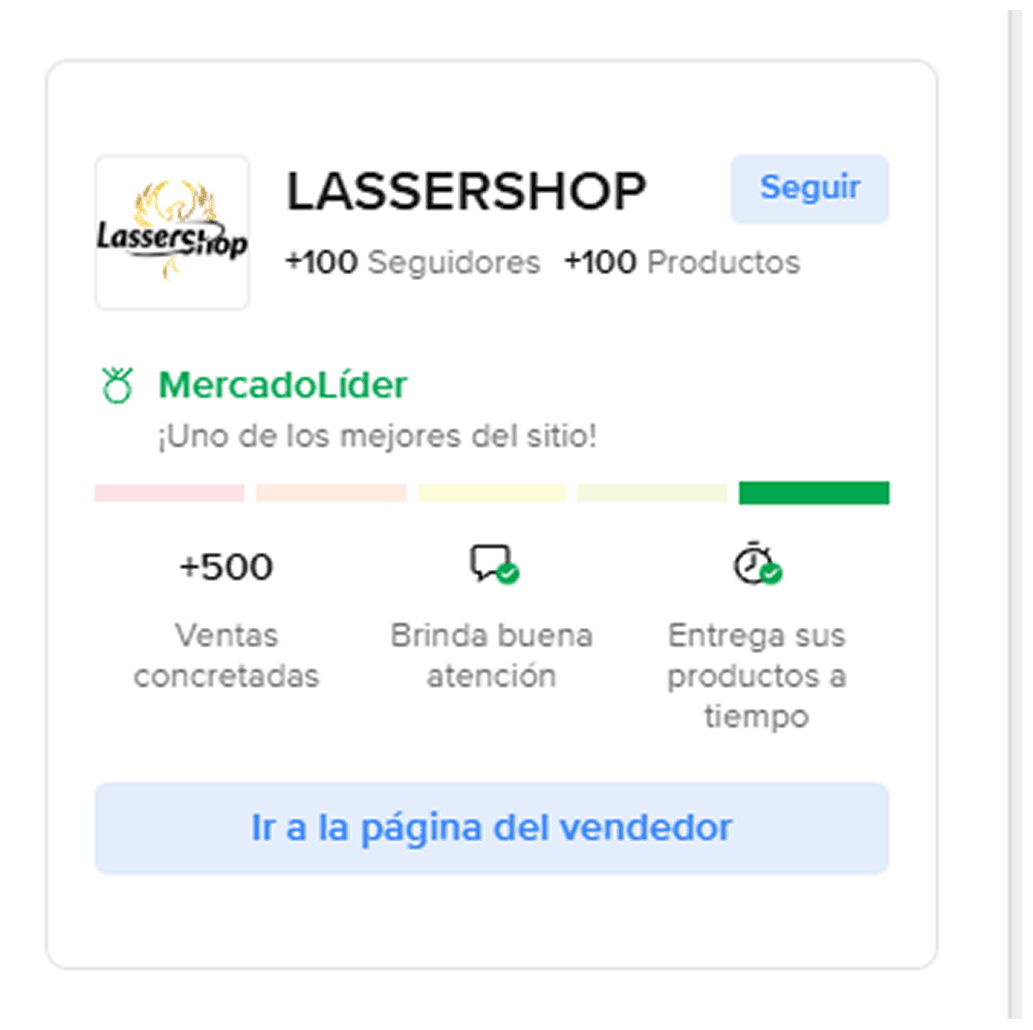 Lassershop
LASSERSHOP
Seguir
+100 Seguidores +100 Productos
MercadoLíder
¡Uno de los mejores del sitio!
+500
Ventas
concretadas
Brinda buena
atención
Entrega sus
productos a
tiempo
Ir a la página del vendedor